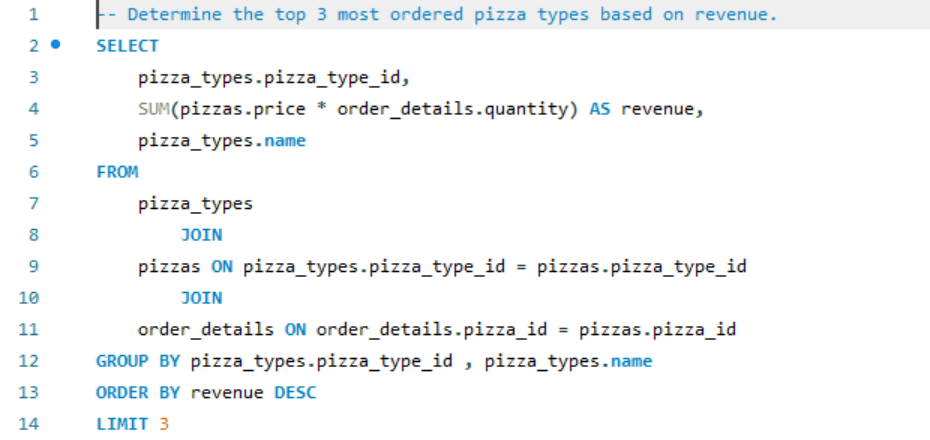 1 -- Determine the top 3 most ordered pizza types based on revenue.
2 SELECT
3 pizza_types.pizza_type_id,
4 SUM(pizzas.price * order_details.quantity) AS revenue,
5 pizza_types.name
6 FROM
7 pizza_types
8 JOIN
9 pizzas ON pizza_types.pizza_type_id = pizzas.pizza_type_id
10 JOIN
11 order_details ON order_details.pizza_id = pizzas.pizza_id
12 GROUP BY pizza_types.pizza_type_id , pizza_types.name
13 ORDER BY revenue DESC
14 LIMIT 3